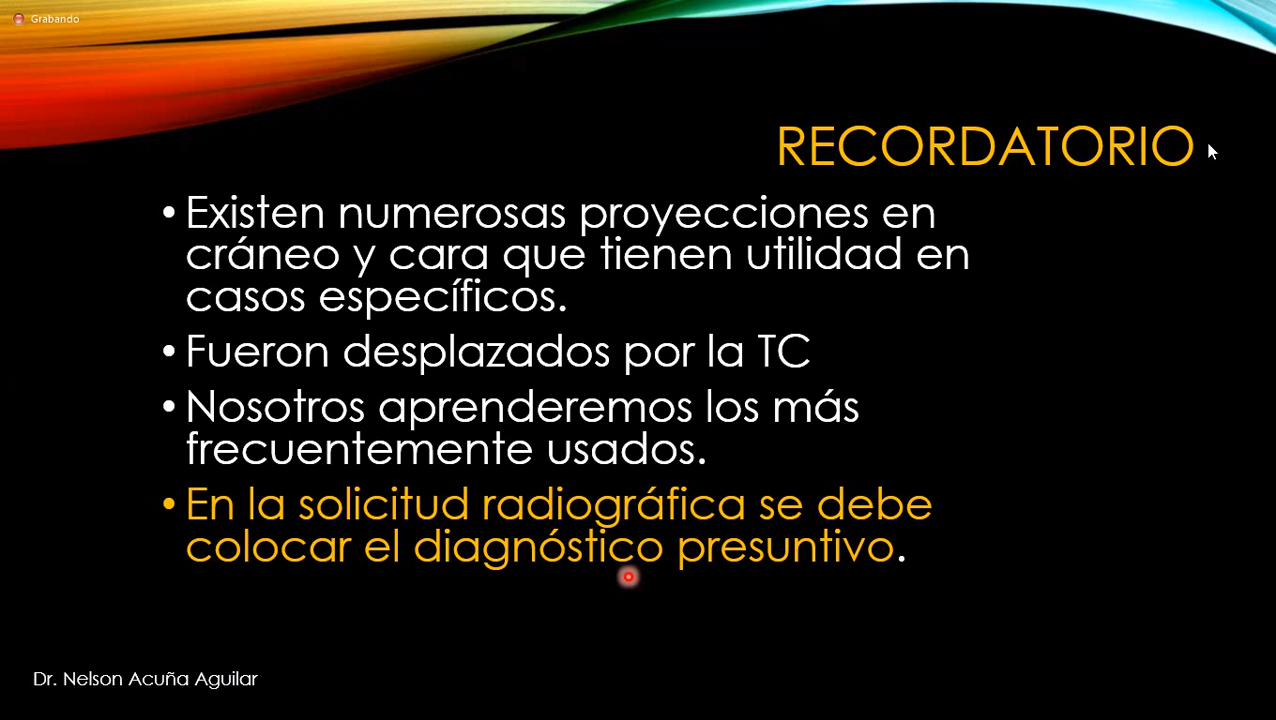 Grabando
RECORDATORIO
• Existen numerosas proyecciones en
cráneo y cara que tienen utilidad en
casos específicos.
• Fueron desplazados por la TC
• Nosotros aprenderemos los más
frecuentemente usados.
• En la solicitud radiográfica se debe
colocar el diagnóstico presuntivo.
Dr. Nelson Acuña Aguilar